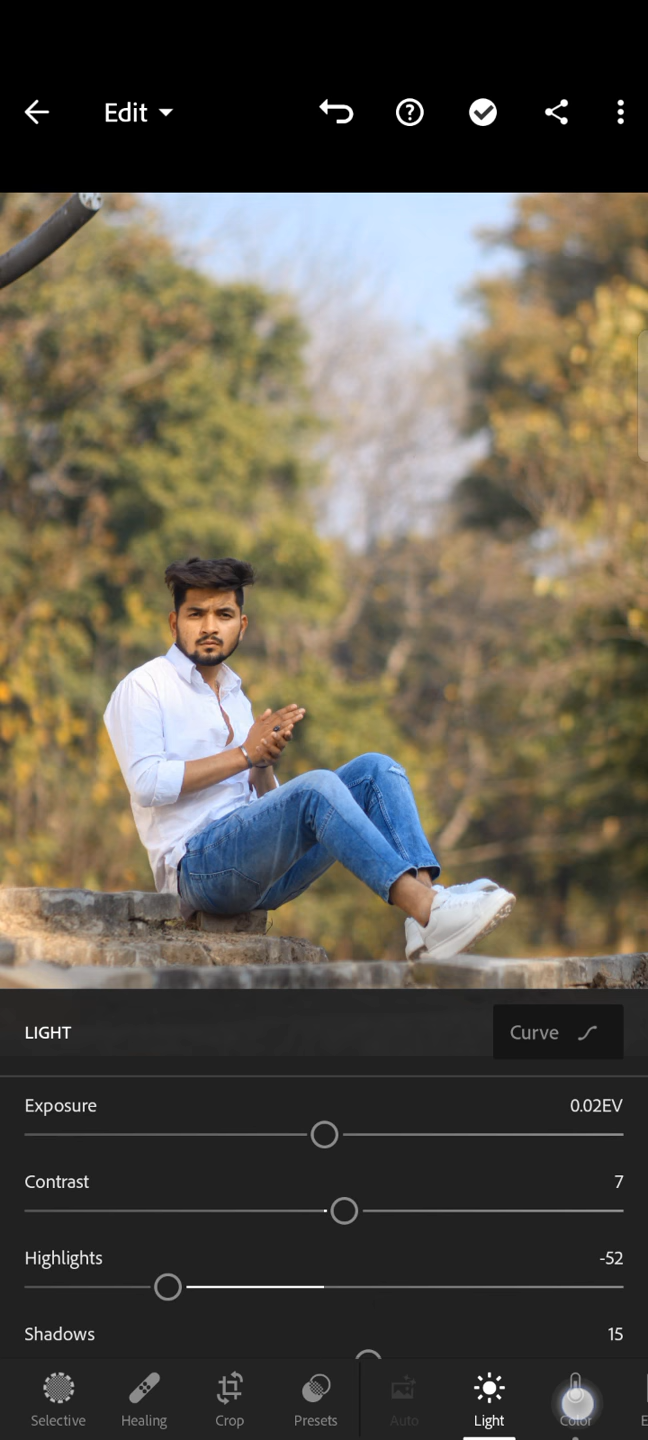 Edit
LIGHT
Curve
Exposure
0.02EV
Contrast
7
Highlights
-52
Shadows
15
Selective
Healing
Crop
Presets
Auto
Light
Color